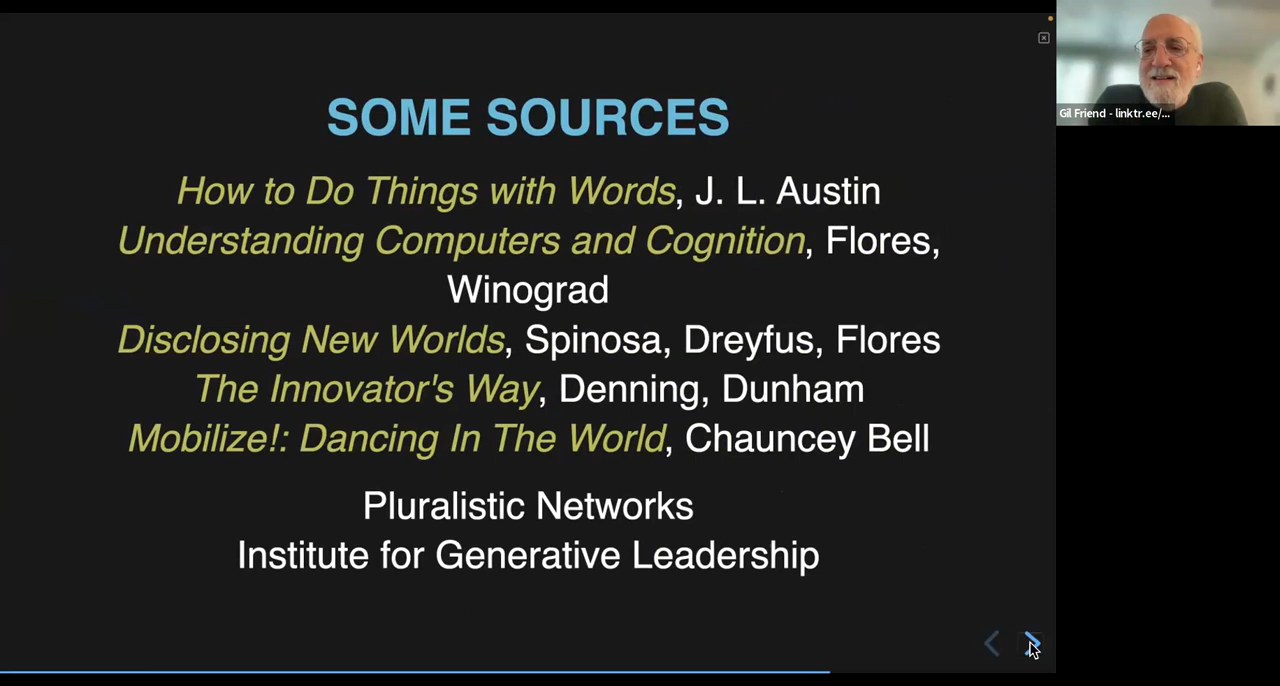 SOME SOURCES
How to Do Things with Words, J. L. Austin
Understanding Computers and Cognition, Flores,
Winograd
Disclosing New Worlds, Spinosa, Dreyfus, Flores
The Innovator's Way, Denning, Dunham
Mobilize!: Dancing In The World, Chauncey Bell
Pluralistic Networks
Institute for Generative Leadership
Gil Friend - linktr.ee/...